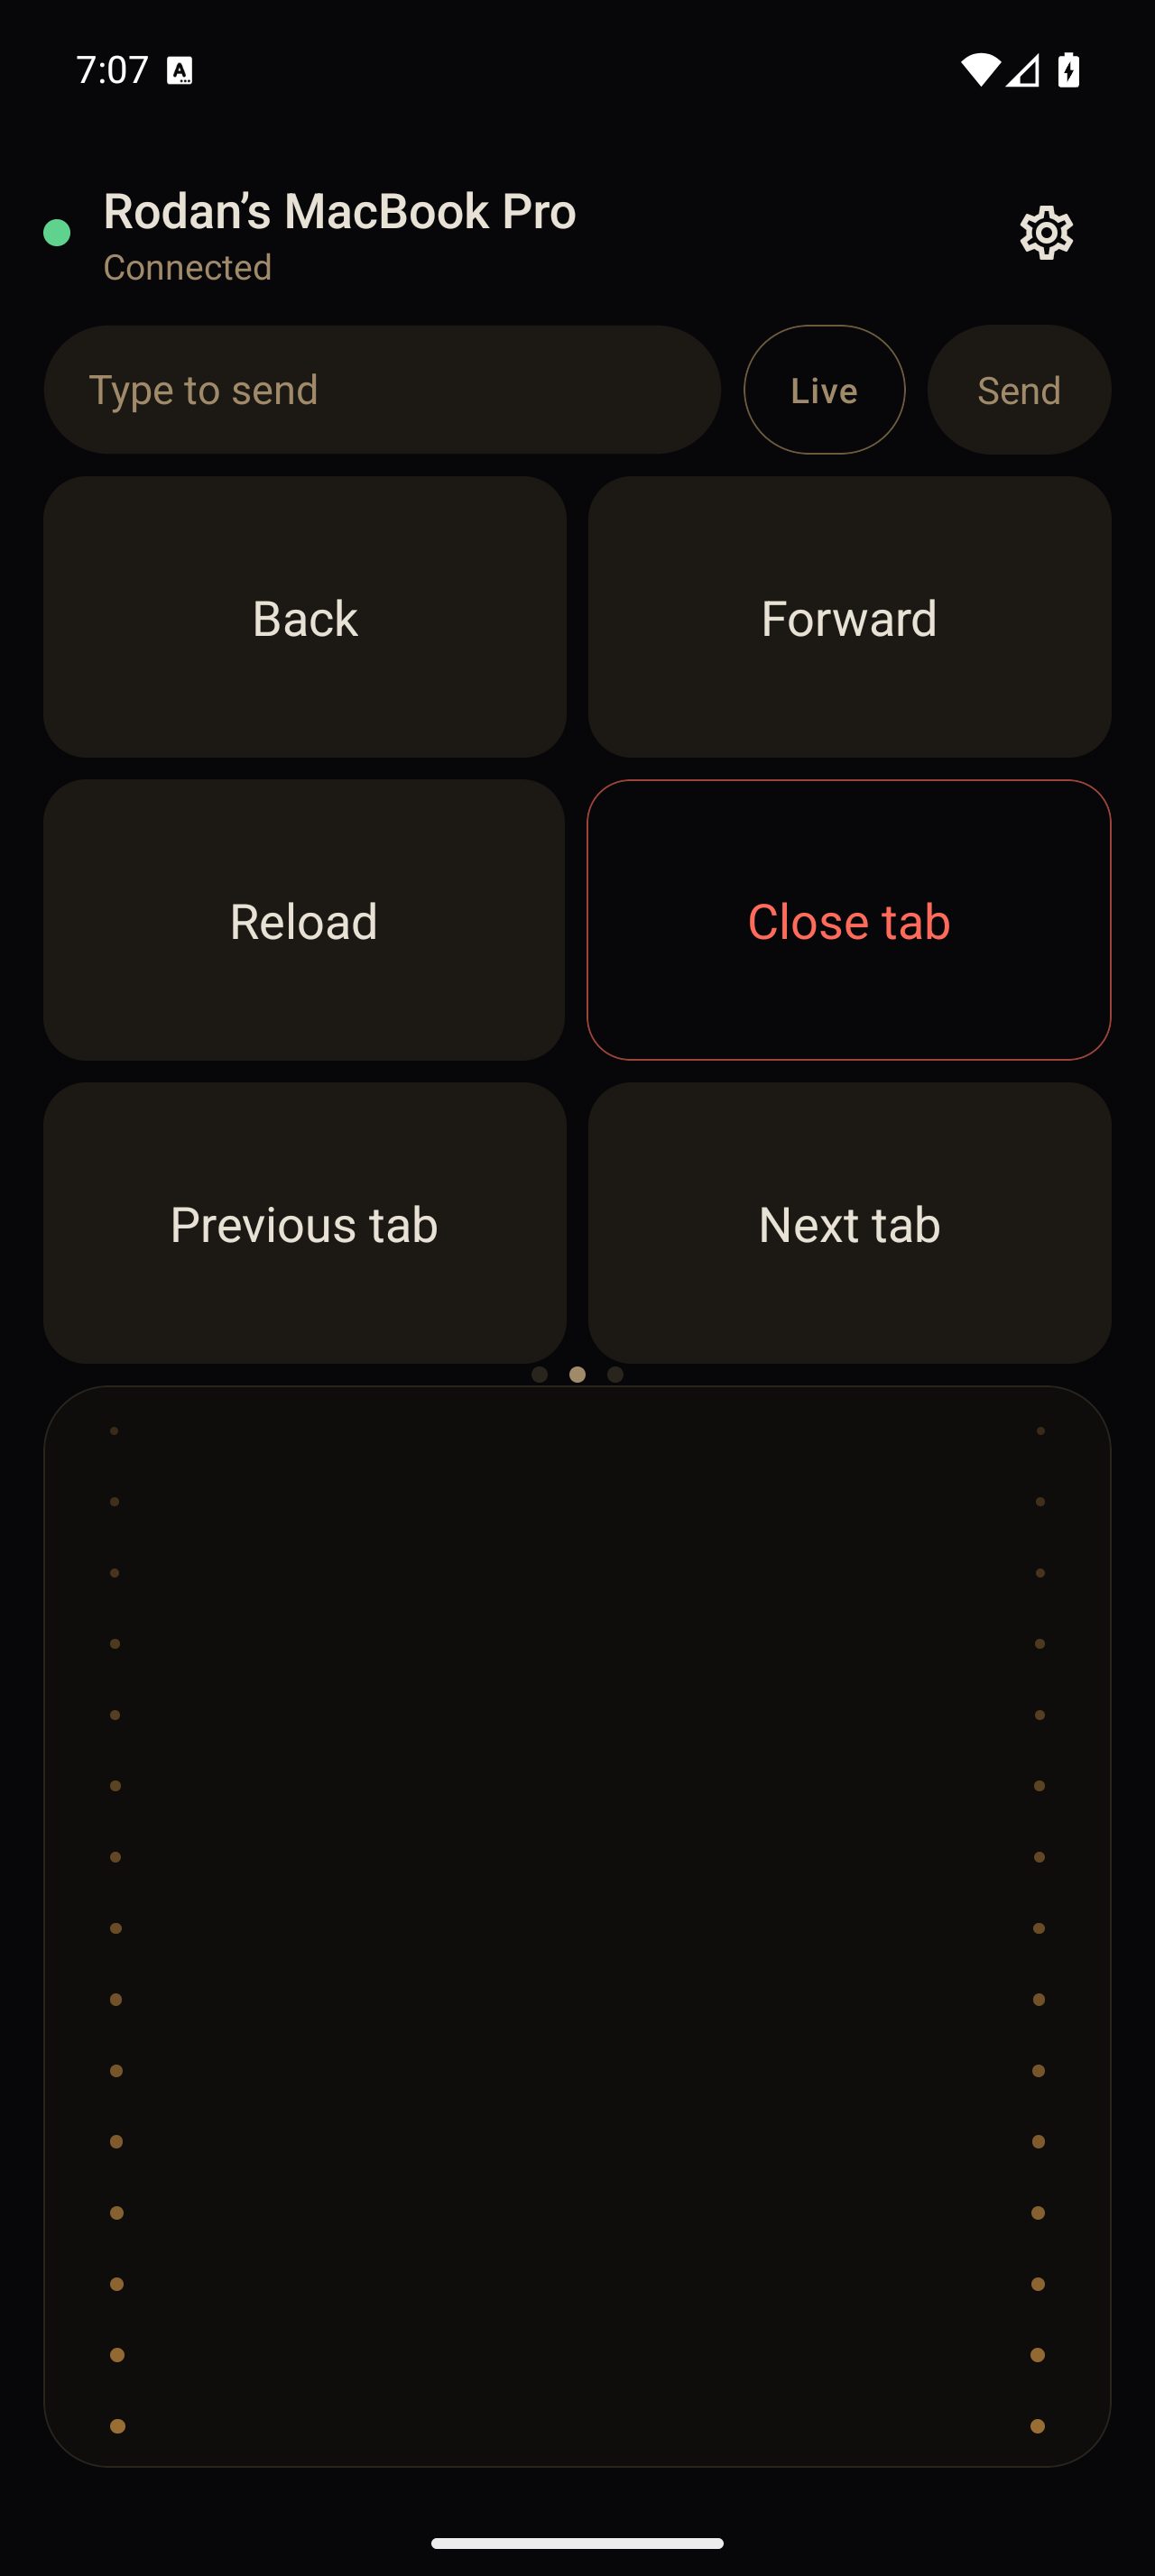 7:07
Rodan’s MacBook Pro
Connected
Type to send
Live
Send
Back
Forward
Reload
Close tab
Previous tab
Next tab